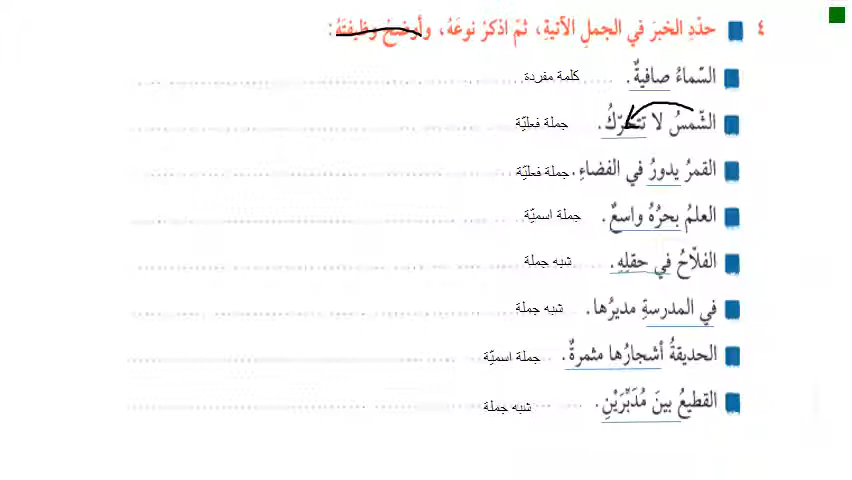 ٤ حدّدِ الخبرَ في الجملِ الآتيةِ، ثمّ اذكرْ نوعَهُ، وأوضحْ وظيفتَهُ :
السّماءُ صافيةٌ. كلمة مفردة
الشّمسُ لا تتحرّكُ. جملة فعليّة
القمرُ يدورُ في الفضاءِ. جملة فعليّة
العلمُ بحرُهُ واسعٌ. جملة اسميّة
الفلّاحُ في حقلِهِ. شبه جملة
في المدرسةِ مديرُها. شبه جملة
الحديقةُ أشجارُها مثمرةٌ. جملة اسميّة
القطيعُ بينَ مُدَبِّرَيْنِ. شبه جملة